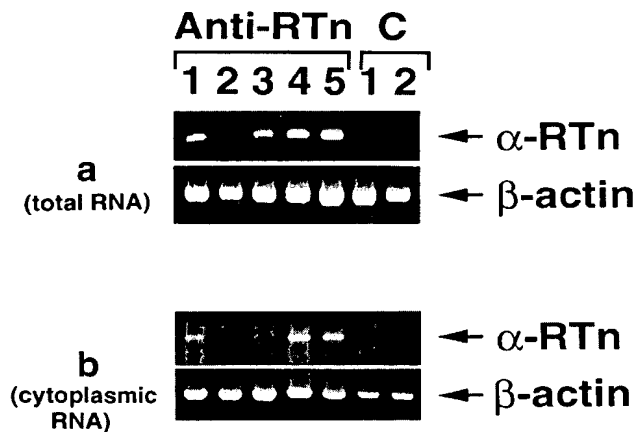 Anti-RTn C
1 2 3 4 5 1 2
α-RTn
a
(total RNA)
β-actin
α-RTn
b
(cytoplasmic
RNA)
β-actin